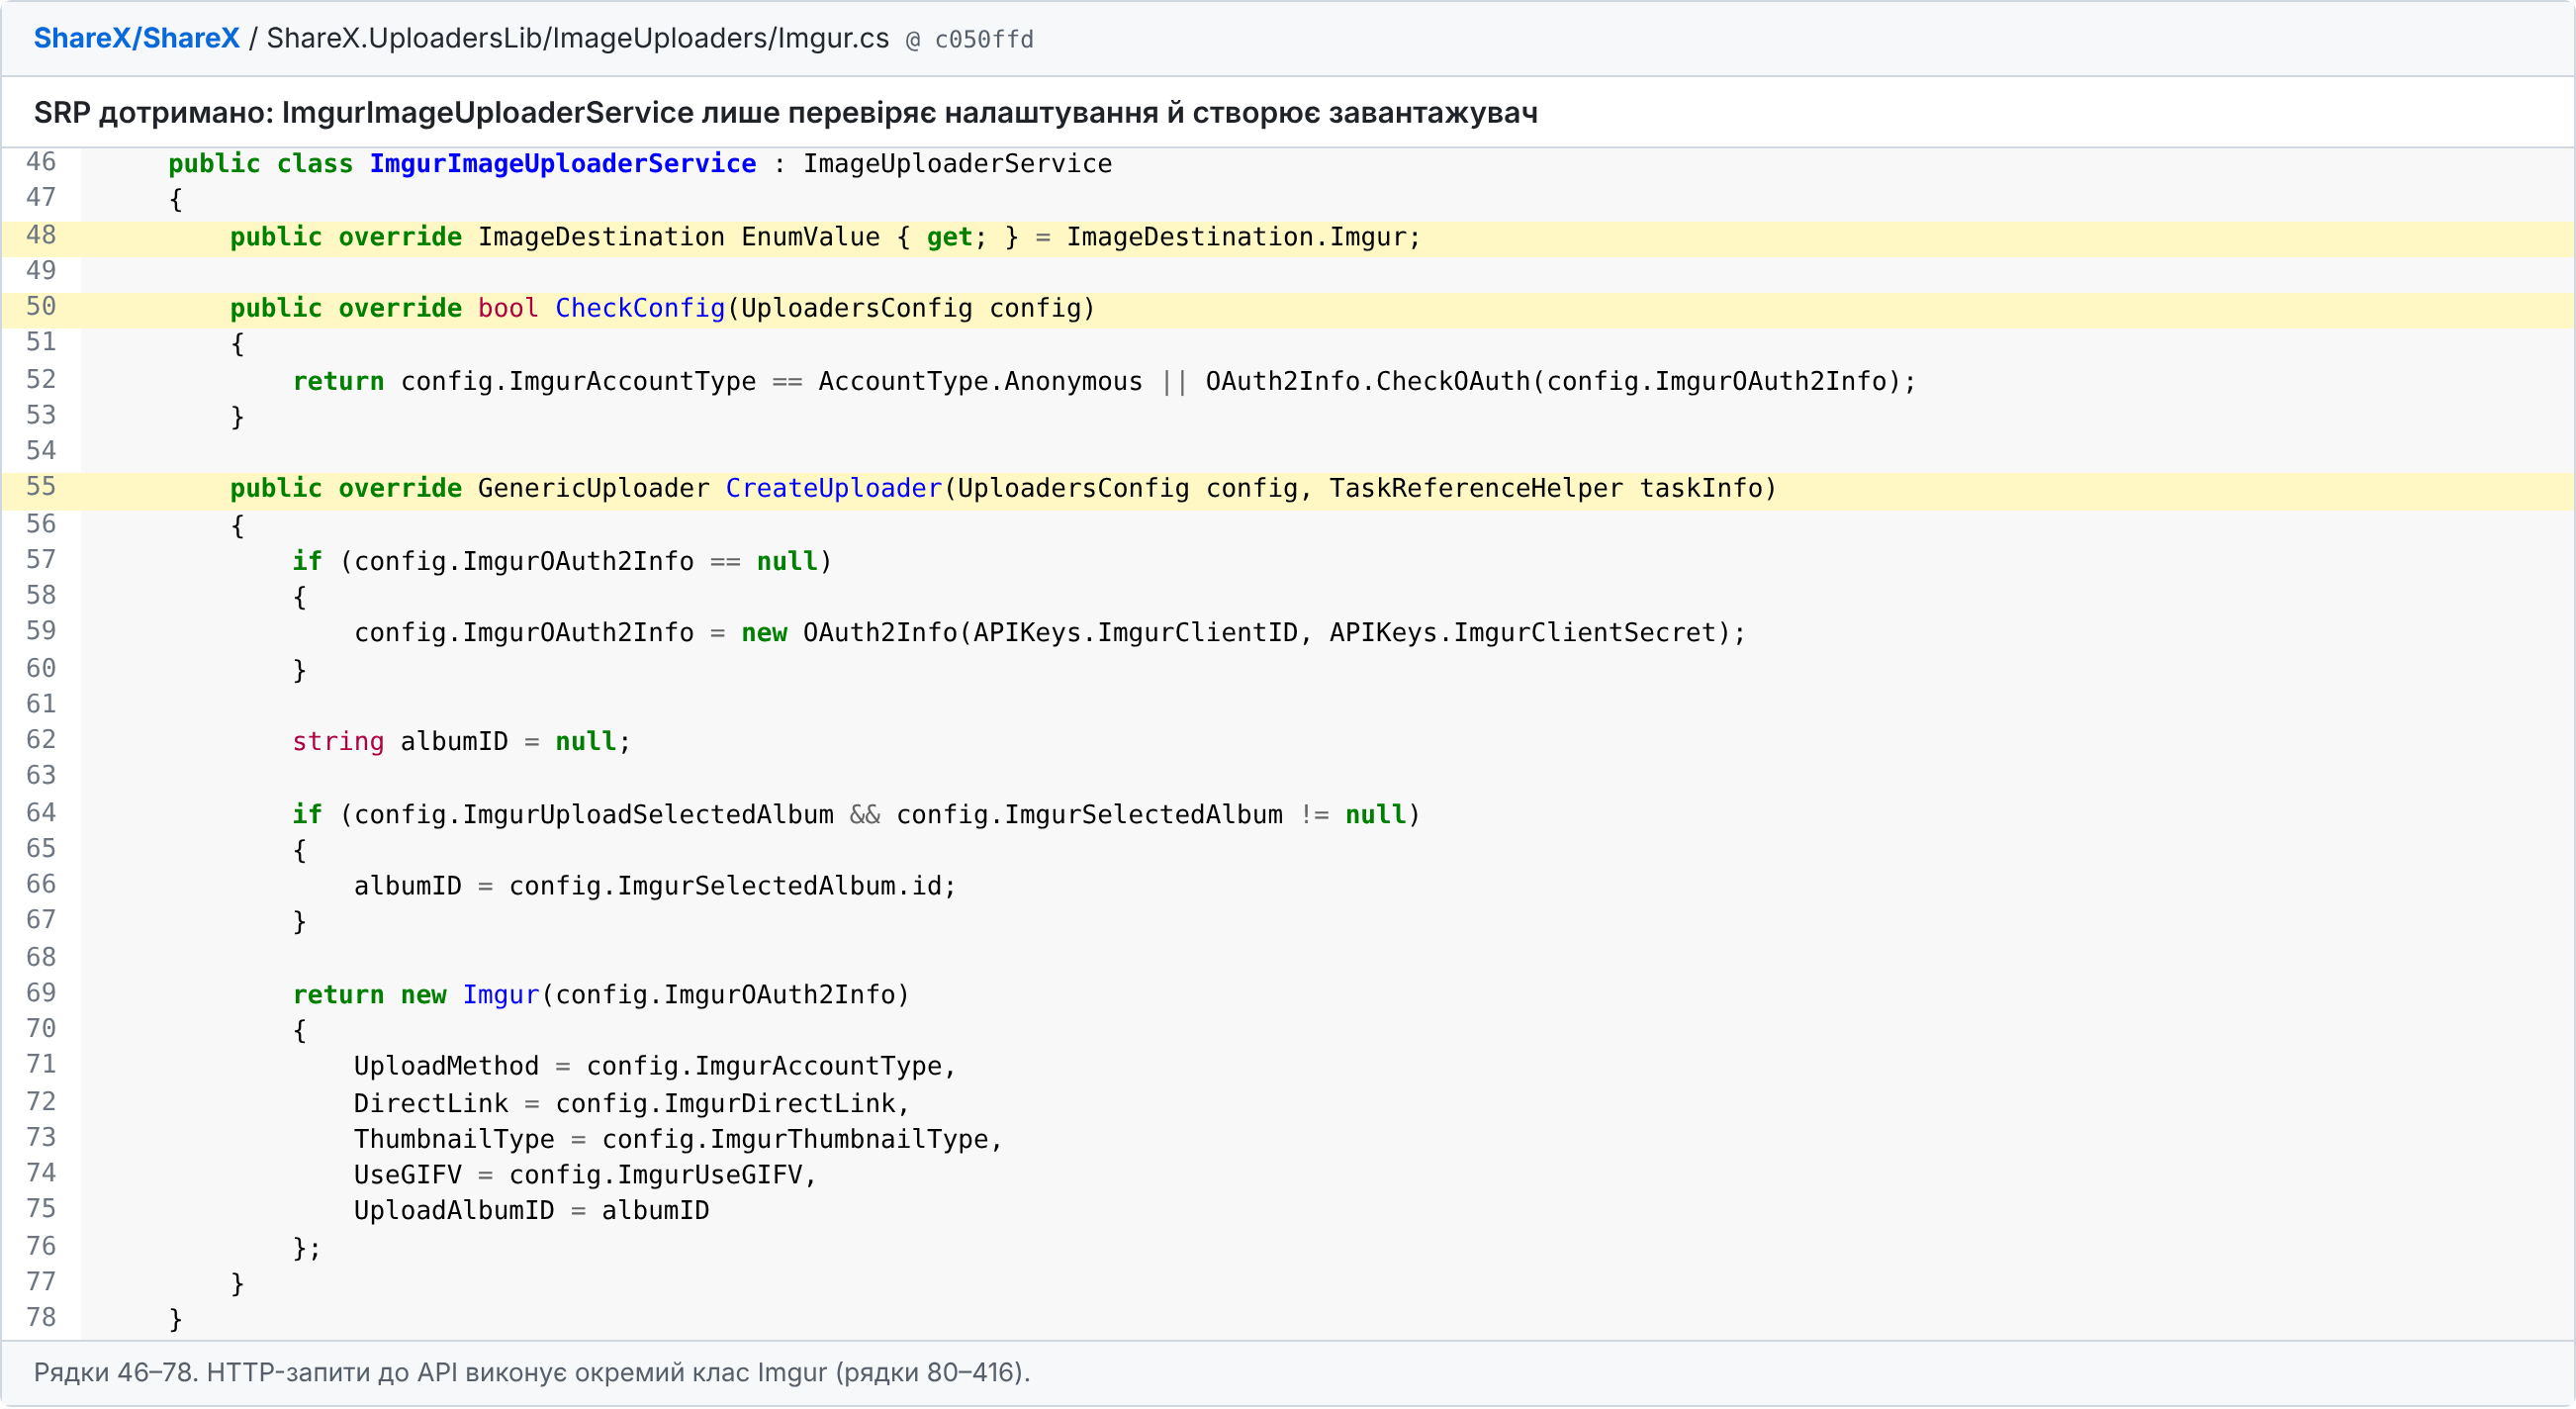 ShareX/ShareX / ShareX.UploadersLib/ImageUploaders/Imgur.cs @ c050ffd
SRP дотримано: ImgurImageUploaderService лише перевіряє налаштування й створює завантажувач
46 public class ImgurImageUploaderService : ImageUploaderService
47 {
48 public override ImageDestination EnumValue { get; } = ImageDestination.Imgur;
49
50 public override bool CheckConfig(UploadersConfig config)
51 {
52 return config.ImgurAccountType == AccountType.Anonymous || OAuth2Info.CheckOAuth(config.ImgurOAuth2Info);
53 }
54
55 public override GenericUploader CreateUploader(UploadersConfig config, TaskReferenceHelper taskInfo)
56 {
57 if (config.ImgurOAuth2Info == null)
58 {
59 config.ImgurOAuth2Info = new OAuth2Info(APIKeys.ImgurClientID, APIKeys.ImgurClientSecret);
60 }
61
62 string albumID = null;
63
64 if (config.ImgurUploadSelectedAlbum && config.ImgurSelectedAlbum != null)
65 {
66 albumID = config.ImgurSelectedAlbum.id;
67 }
68
69 return new Imgur(config.ImgurOAuth2Info)
70 {
71 UploadMethod = config.ImgurAccountType,
72 DirectLink = config.ImgurDirectLink,
73 ThumbnailType = config.ImgurThumbnailType,
74 UseGIFV = config.ImgurUseGIFV,
75 UploadAlbumID = albumID
76 };
77 }
78 }
Рядки 46–78. HTTP-запити до API виконує окремий клас Imgur (рядки 80–416).